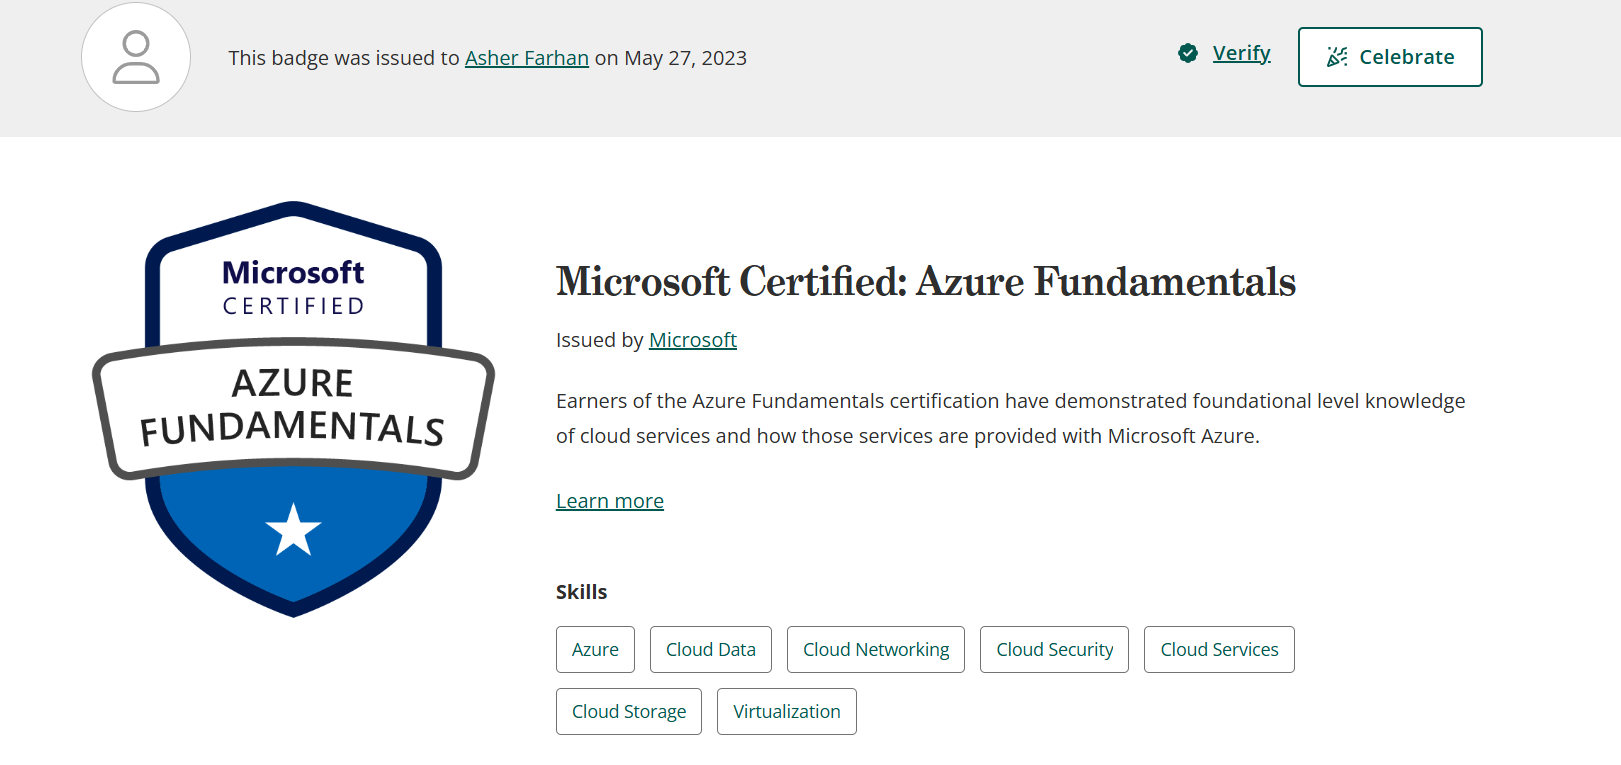 This badge was issued to Asher Farhan on May 27, 2023
Verify
Celebrate
Microsoft
CERTIFIED
AZURE
FUNDAMENTALS
Microsoft Certified: Azure Fundamentals
Issued by Microsoft
Earners of the Azure Fundamentals certification have demonstrated foundational level knowledge
of cloud services and how those services are provided with Microsoft Azure.
Learn more
Skills
Azure
Cloud Data
Cloud Networking
Cloud Security
Cloud Services
Cloud Storage
Virtualization